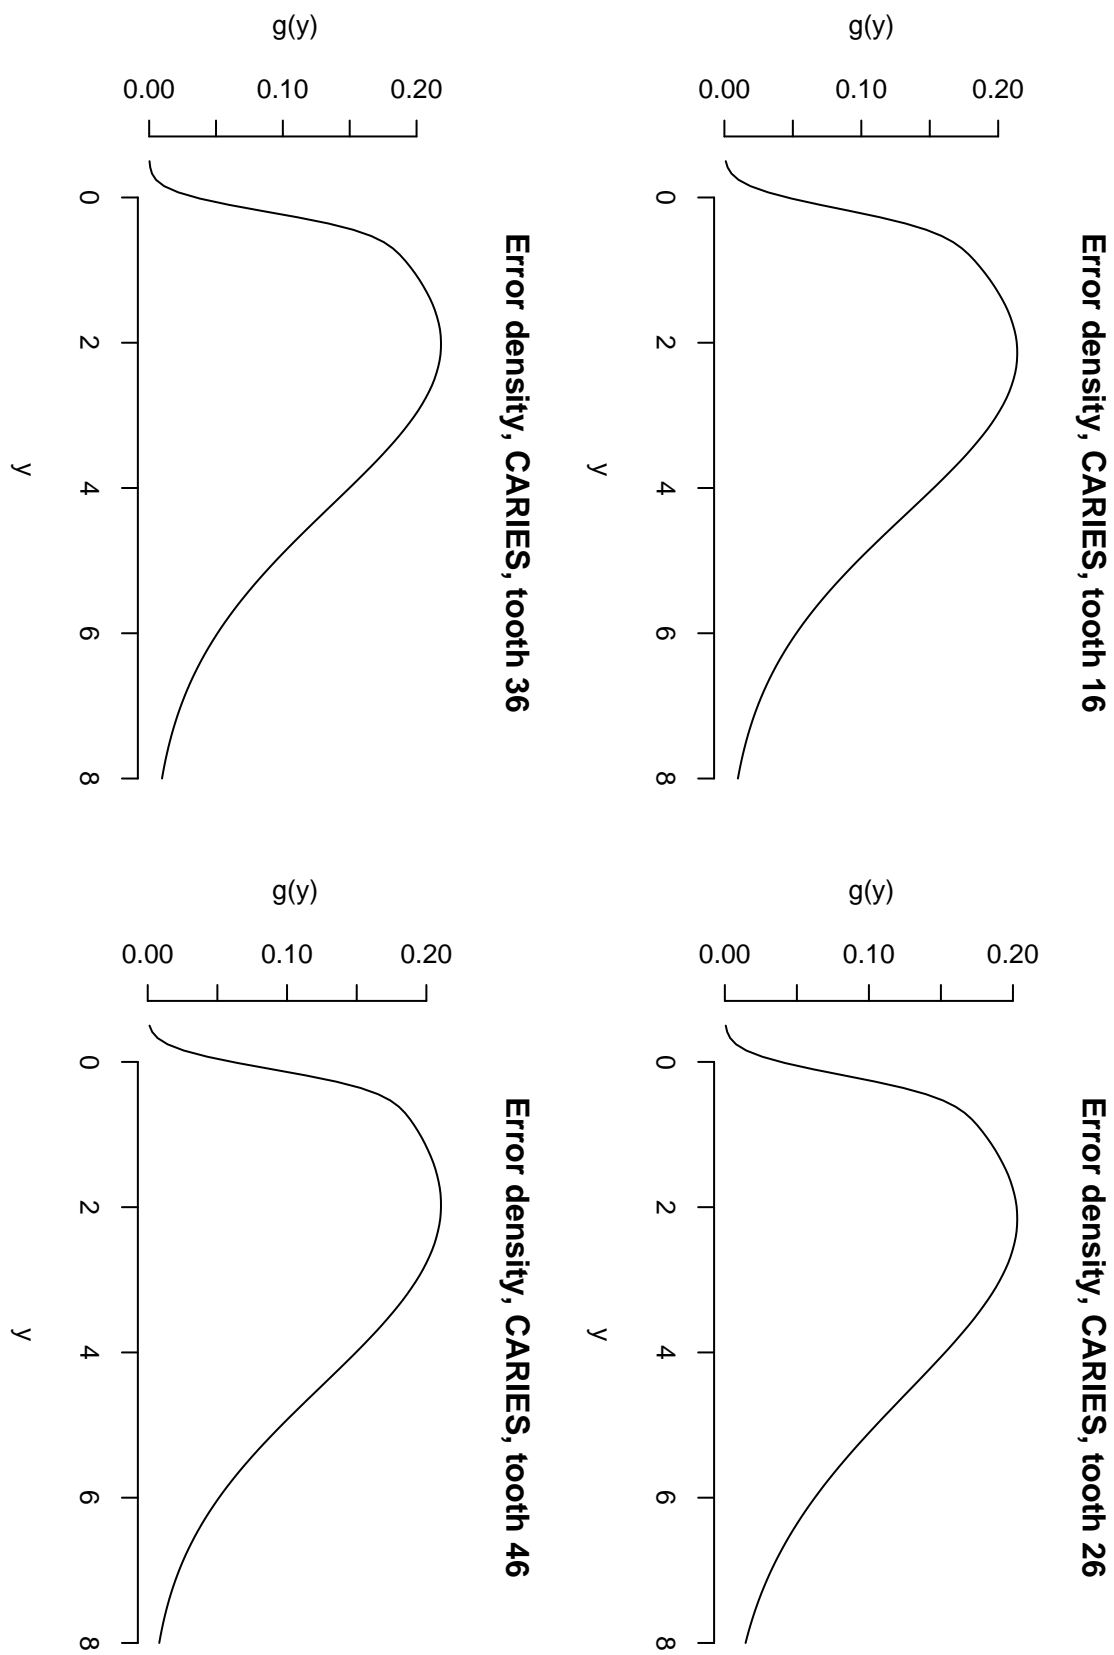 Error density, CARIES, tooth 16
g(y)
0.00 0.10 0.20
0 2 4 6 8
y
Error density, CARIES, tooth 26
g(y)
0.00 0.10 0.20
0 2 4 6 8
y
Error density, CARIES, tooth 36
g(y)
0.00 0.10 0.20
0 2 4 6 8
y
Error density, CARIES, tooth 46
g(y)
0.00 0.10 0.20
0 2 4 6 8
y